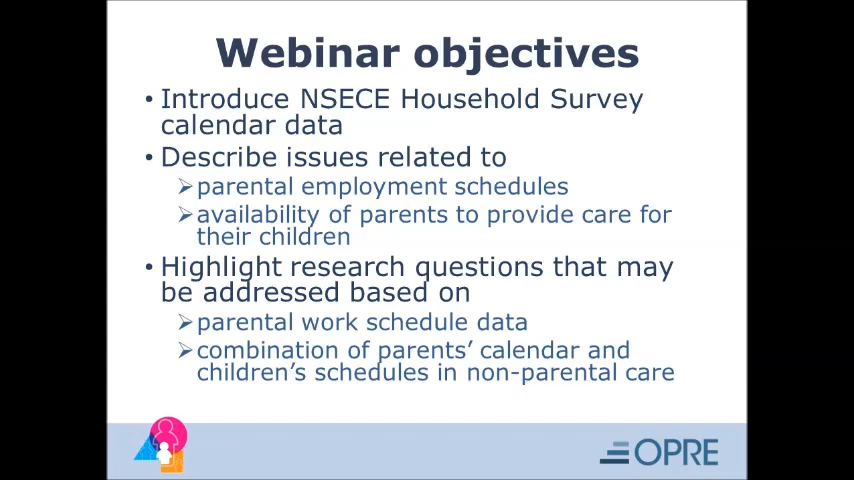 Webinar objectives
• Introduce NSECE Household Survey
calendar data
• Describe issues related to
➢parental employment schedules
➢availability of parents to provide care for
their children
• Highlight research questions that may
be addressed based on
➢parental work schedule data
➢combination of parents’ calendar and
children’s schedules in non-parental care
OPRE